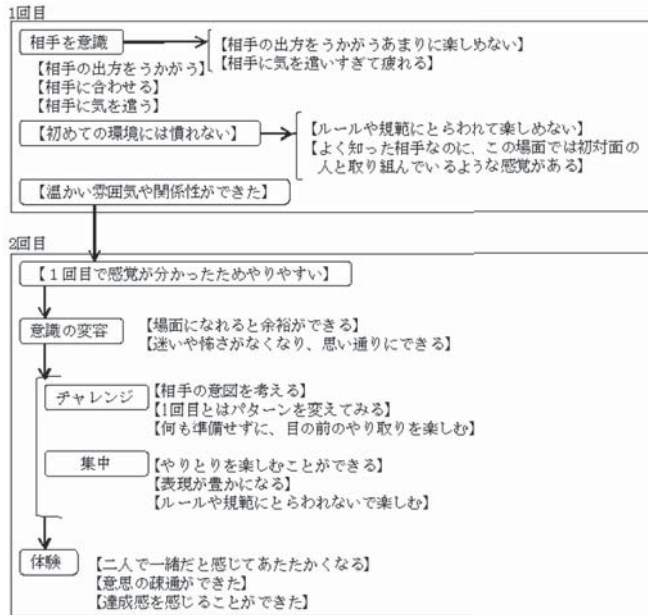 1回目
相手を意識
【相手の出方をうかがうあまりに楽しめない】
【相手に気を遣いすぎて疲れる】
【相手の出方をうかがう】
【相手に合わせる】
【相手に気を遣う】
【初めての環境には慣れない】
【ルールや規範にとらわれて楽しめない】
【よく知った相手なのに、この場面では初対面の
人と取り組んでいるような感覚がある】
【温かい雰囲気や関係性ができた】
2回目
【１回目で感覚が分かったためやりやすい】
意識の変容
【場面になれると余裕ができる】
【迷いや怖さがなくなり、思い通りにできる】
チャレンジ
【相手の意図を考える】
【1回目とはパターンを変えてみる】
【何も準備せずに、目の前のやり取りを楽しむ】
集中
【やりとりを楽しむことができる】
【表現が豊かになる】
【ルールや規範にとらわれないで楽しむ】
体験
【二人で一緒だと感じてあたたかくなる】
【意思の疎通ができた】
【達成感を感じることができた】